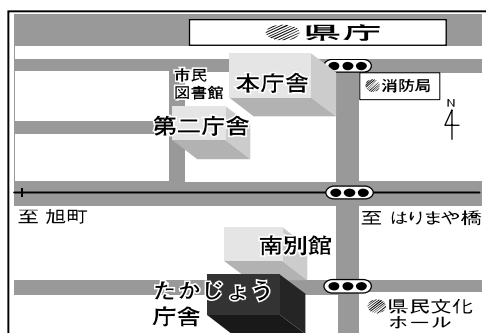 県庁
市民
図書館
本庁舎
消防局
第二庁舎
N
至 旭町
至 はりまや橋
南別館
たかじょう
庁舎
県民文化
ホール